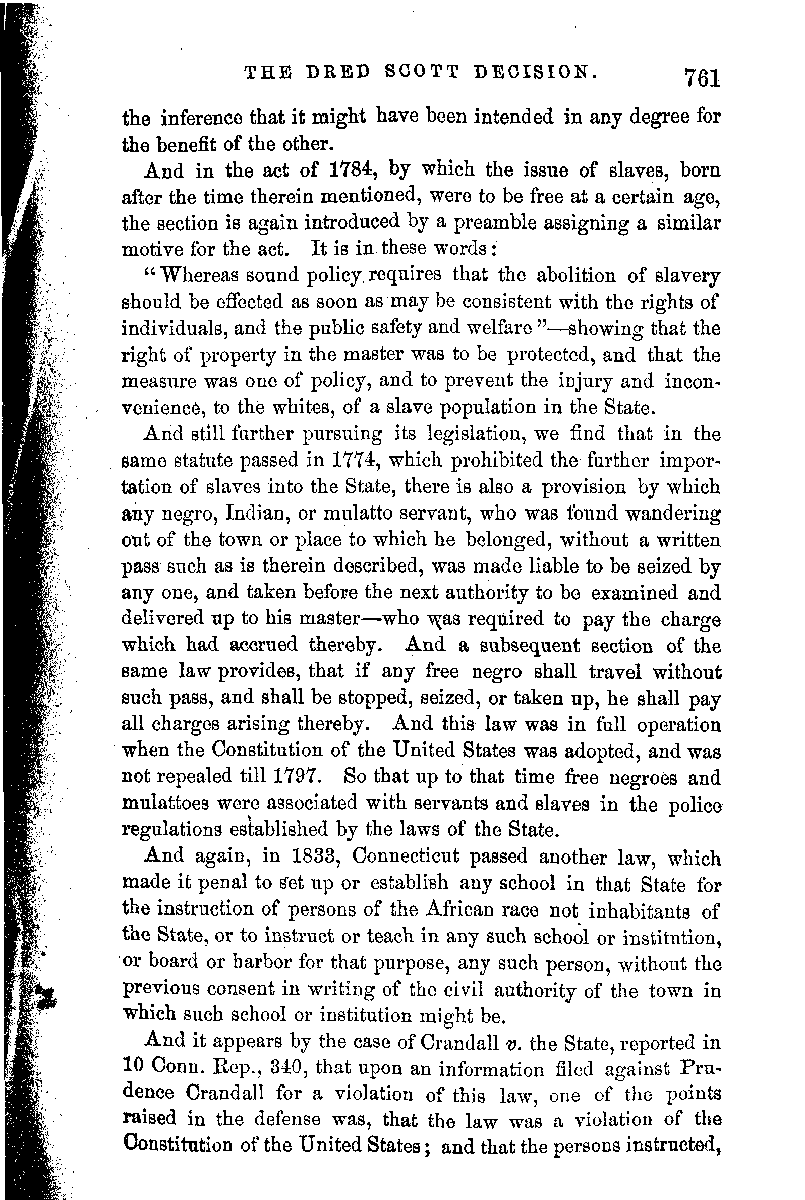 THE DRED SCOTT DECISION. 761
the inference that it might have been intended in any degree for
the benefit of the other.
And in the act of 1784, by which the issue of slaves, born
after the time therein mentioned, were to be free at a certain age,
the section is again introduced by a preamble assigning a similar
motive for the act. It is in these words:
“Whereas sound policy requires that the abolition of slavery
should be effected as soon as may be consistent with the rights of
individuals, and the public safety and welfare”—showing that the
right of property in the master was to be protected, and that the
measure was one of policy, and to prevent the injury and incon-
venience, to the whites, of a slave population in the State.
And still further pursuing its legislation, we find that in the
same statute passed in 1774, which prohibited the further impor-
tation of slaves into the State, there is also a provision by which
any negro, Indian, or mulatto servant, who was found wandering
out of the town or place to which he belonged, without a written
pass such as is therein described, was made liable to be seized by
any one, and taken before the next authority to be examined and
delivered up to his master—who was required to pay the charge
which had accrued thereby. And a subsequent section of the
same law provides, that if any free negro shall travel without
such pass, and shall be stopped, seized, or taken up, he shall pay
all charges arising thereby. And this law was in full operation
when the Constitution of the United States was adopted, and was
not repealed till 1797. So that up to that time free negroes and
mulattoes were associated with servants and slaves in the police
regulations established by the laws of the State.
And again, in 1833, Connecticut passed another law, which
made it penal to set up or establish any school in that State for
the instruction of persons of the African race not inhabitants of
the State, or to instruct or teach in any such school or institution,
or board or harbor for that purpose, any such person, without the
previous consent in writing of the civil authority of the town in
which such school or institution might be.
And it appears by the case of Crandall v. the State, reported in
10 Conn. Rep., 340, that upon an information filed against Pru-
dence Crandall for a violation of this law, one of the points
raised in the defense was, that the law was a violation of the
Constitution of the United States; and that the persons instructed,